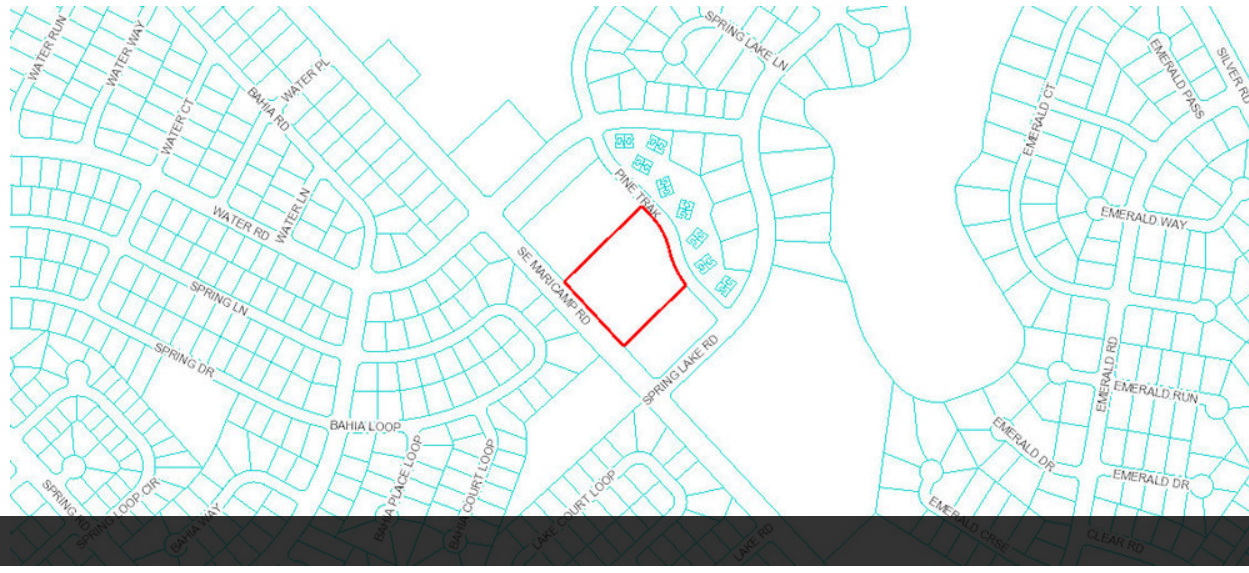 WATER RUN
WATER WAY
WATER PL
SPRING LAKE LN
EMERALD PASS
SILVER RD
BAHIA RD
WATER CT
EMERALD CT
PINE TRAK
WATER LN
WATER RD
EMERALD WAY
SE MARICAMP RD
SPRING LN
SPRING DR
SPRING LAKE RD
EMERALD RD
EMERALD RUN
BAHIA LOOP
EMERALD DR
EMERALD DR
BAHIA PLACE LOOP
BAHIA COURT LOOP
LAKE COURT LOOP
SPRING RD
SPRING LOOP CIR
BAHIA WAY
LAKE RD
EMERALD CRSE
CLEAR RD